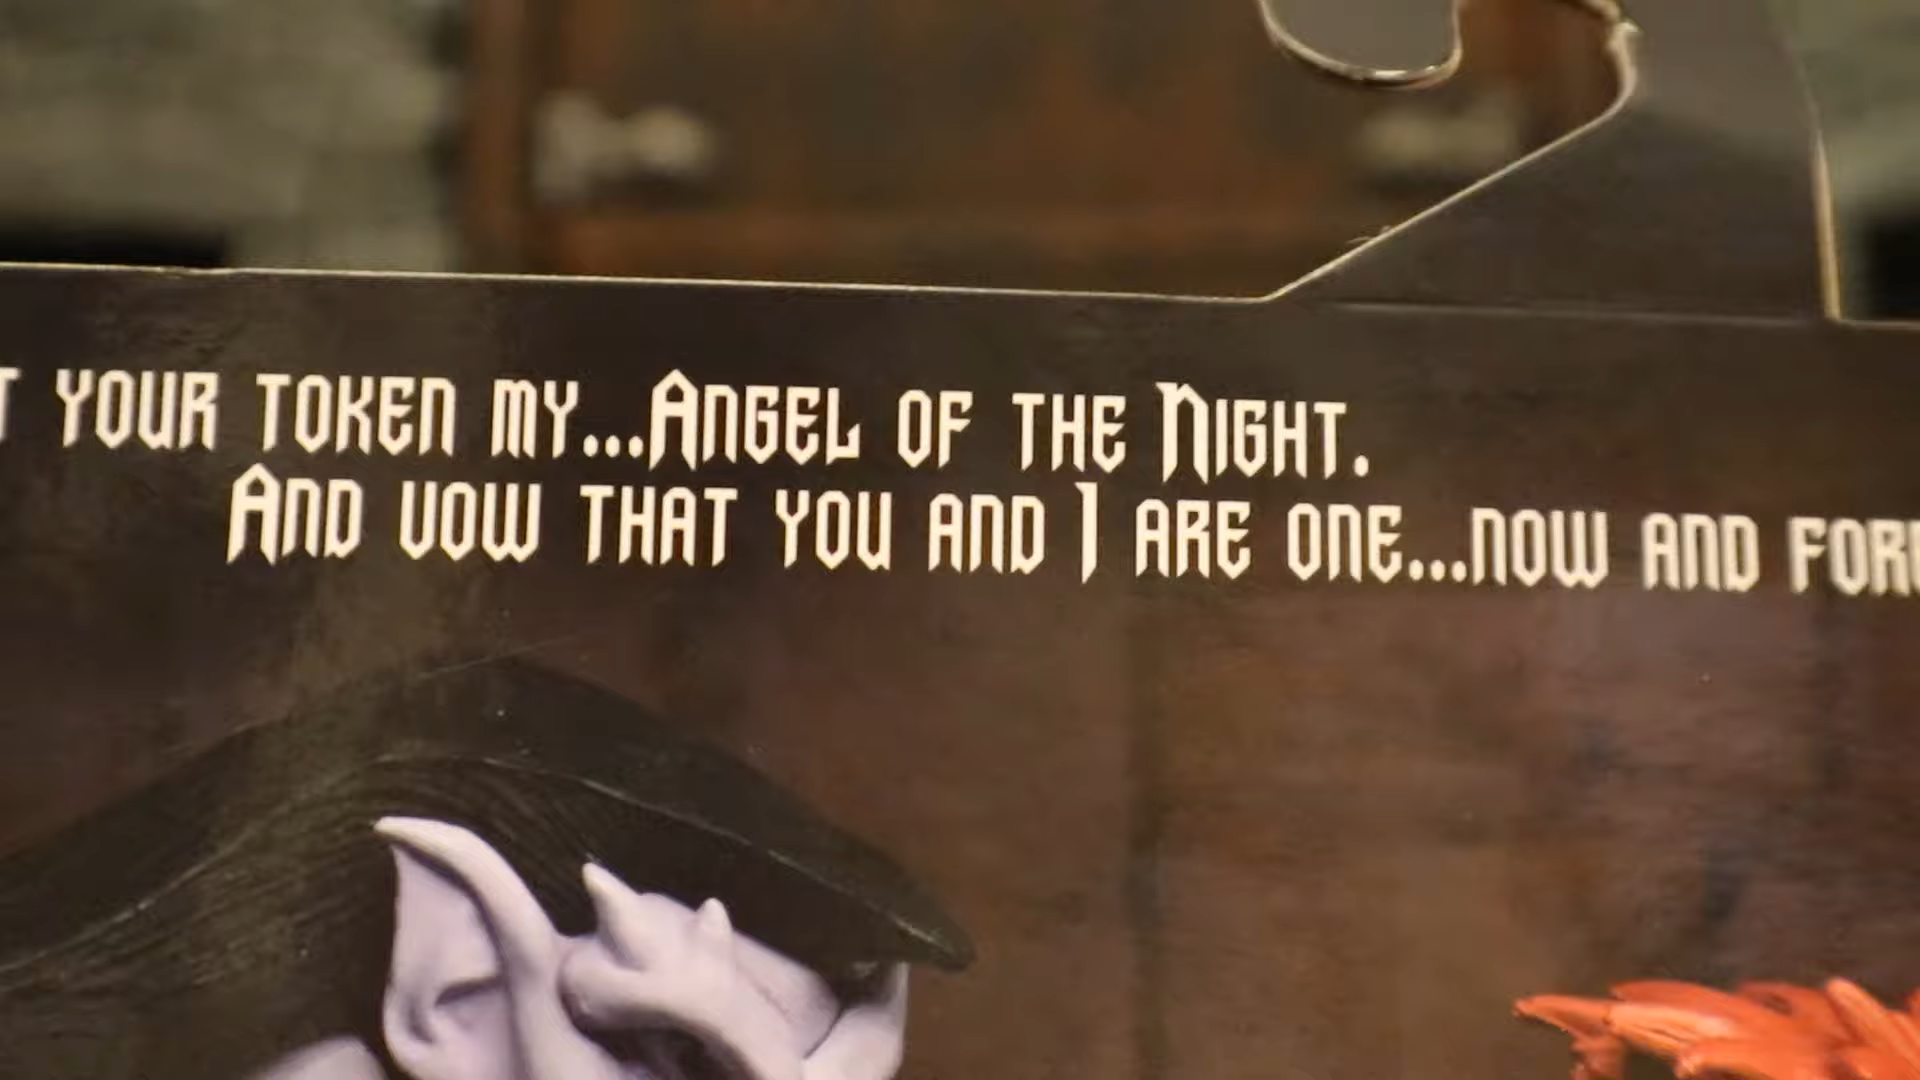 YOUR TOKEN MY...ANGEL OF THE NIGHT.
AND VOW THAT YOU AND I ARE ONE...NOW AND